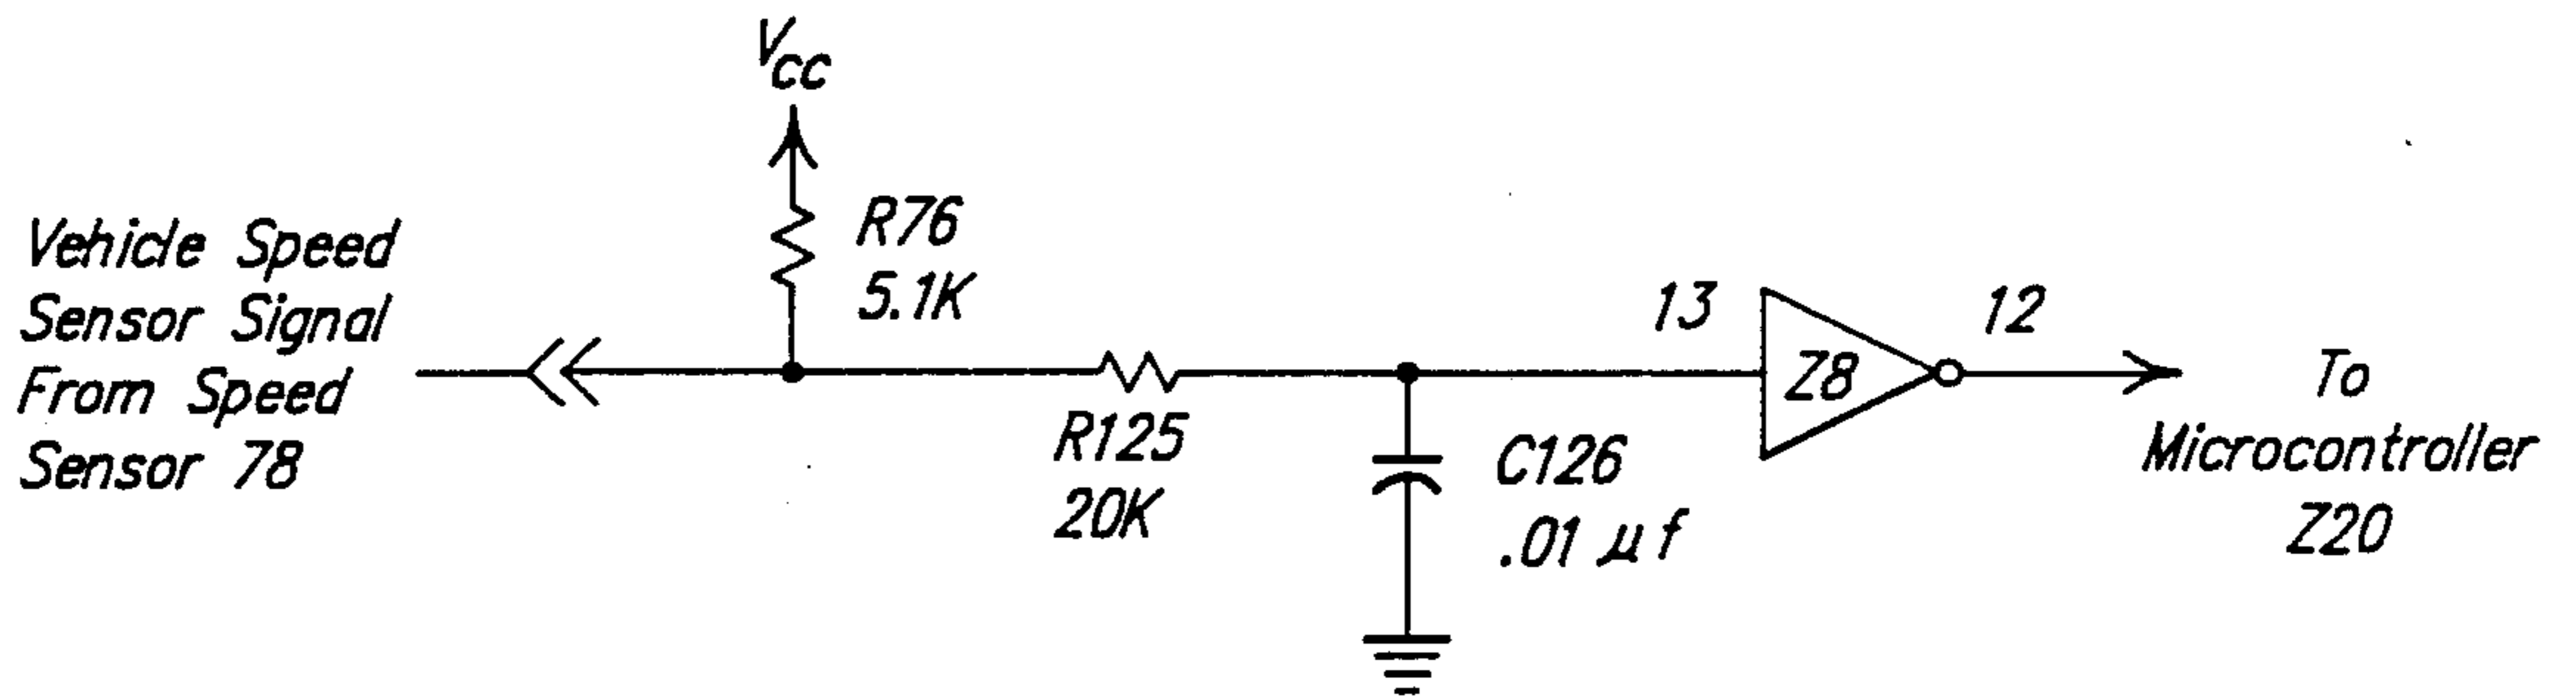 Vcc
R76
5.1K
Vehicle Speed
Sensor Signal
From Speed
Sensor 78
R125
20K
C126
.01 μf
13
Z8
12
To
Microcontroller
Z20